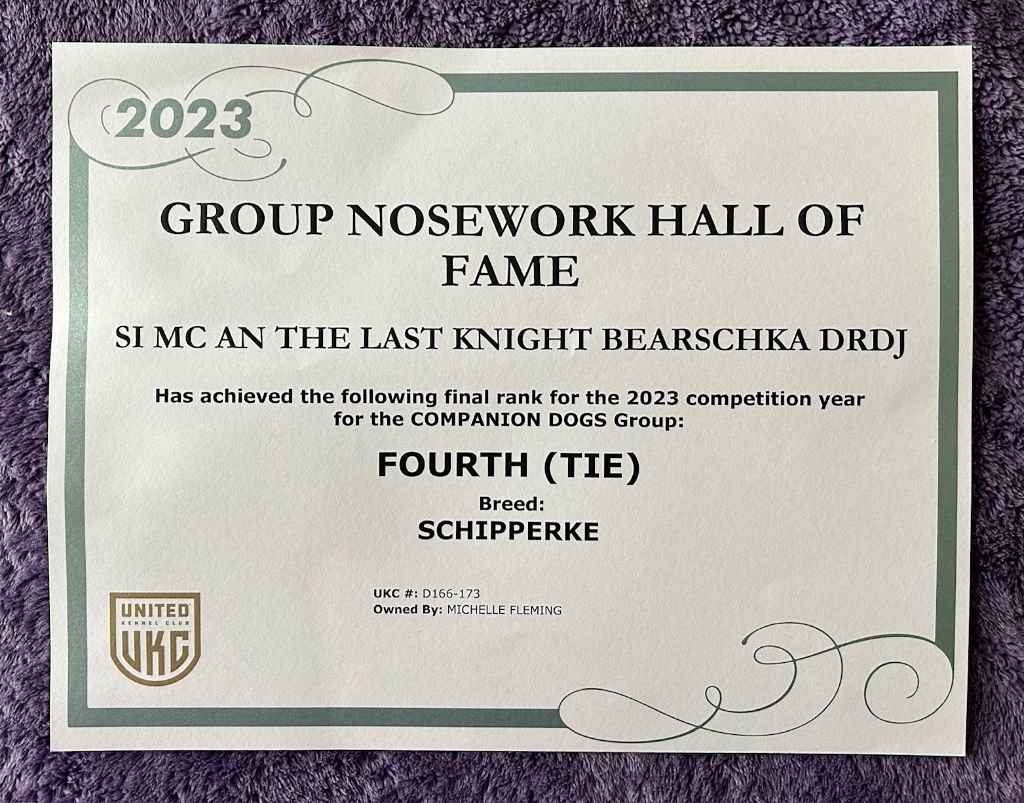 2023
GROUP NOSEWORK HALL OF
FAME
SI MC AN THE LAST KNIGHT BEARSCHKA DRDJ
Has achieved the following final rank for the 2023 competition year
for the COMPANION DOGS Group:
FOURTH (TIE)
Breed:
SCHIPPERKE
UKC #: D166-173
Owned By: MICHELLE FLEMING
UNITED
KENNEL CLUB
UKC